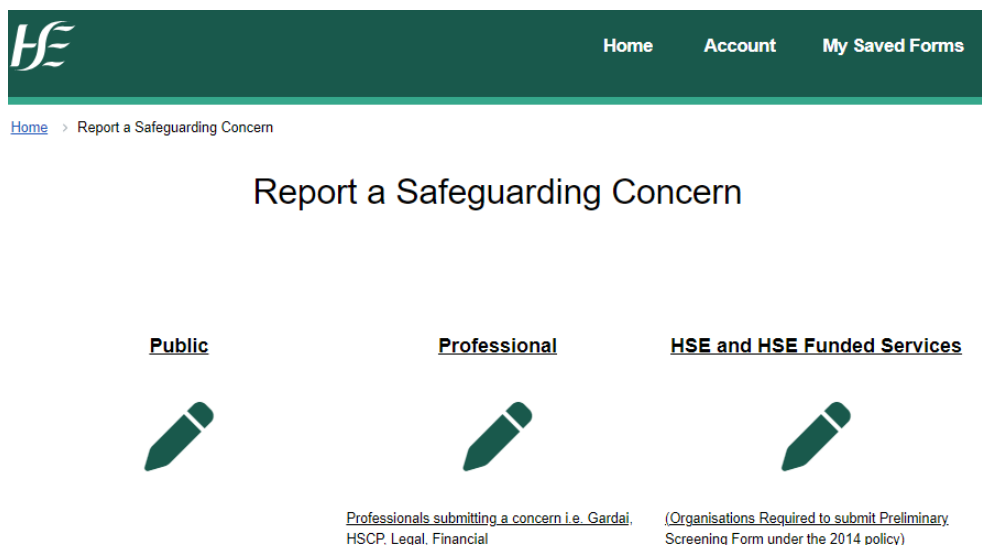 HSE
Home Account My Saved Forms
Home > Report a Safeguarding Concern
Report a Safeguarding Concern
Public
Professional
HSE and HSE Funded Services
Professionals submitting a concern i.e. Gardai,
HSCP, Legal, Financial
(Organisations Required to submit Preliminary
Screening Form under the 2014 policy)